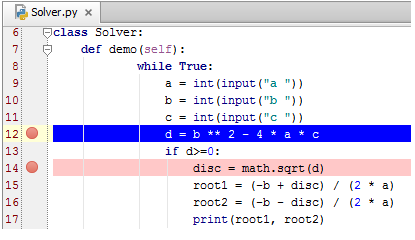 Solver.py ×
6 class Solver:
7 def demo(self):
8 while True:
9 a = int(input("a "))
10 b = int(input("b "))
11 c = int(input("c "))
12 d = b ** 2 - 4 * a * c
13 if d>=0:
14 disc = math.sqrt(d)
15 root1 = (-b + disc) / (2 * a)
16 root2 = (-b - disc) / (2 * a)
17 print(root1, root2)